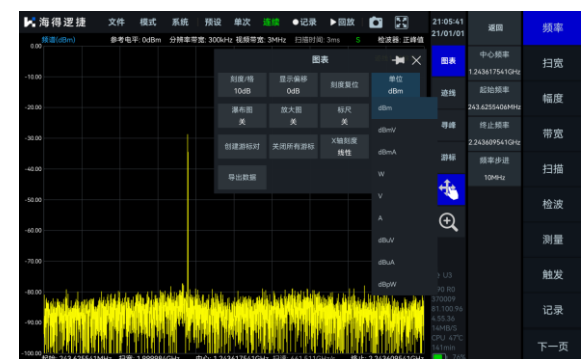 海得逻捷 文件 模式 系统 预设 单次 连续 ●记录 ▶回放 21:05:41 21/01/01 返回 频率
频谱(dBm) 参考电平: 0dBm 分辨率带宽: 300kHz 视频带宽: 3MHz 扫描时间: 3ms S 检波器: 正峰值
0.00
图表
图表
中心频率
1.243617541GHz
扫宽
刻度/格
10dB
显示偏移
0dB
刻度复位
单位
dBm
-10.00
迹线
起始频率
243.6255406MHz
幅度
瀑布图
关
放大图
关
标尺
关
dBm
-20.00
寻峰
终止频率
2.243609541GHz
带宽
dBmV
-30.00
创建游标对
关闭所有游标
X轴刻度
线性
dBmA
游标
频率步进
10MHz
扫描
-40.00
导出数据
W
检波
V
-50.00
A
测量
-60.00
dBuV
触发
-70.00
dBuA
U3
dBpW
-80.00
记录
-90.00
CPU: 47℃
141min
下一页
-100.00
74%